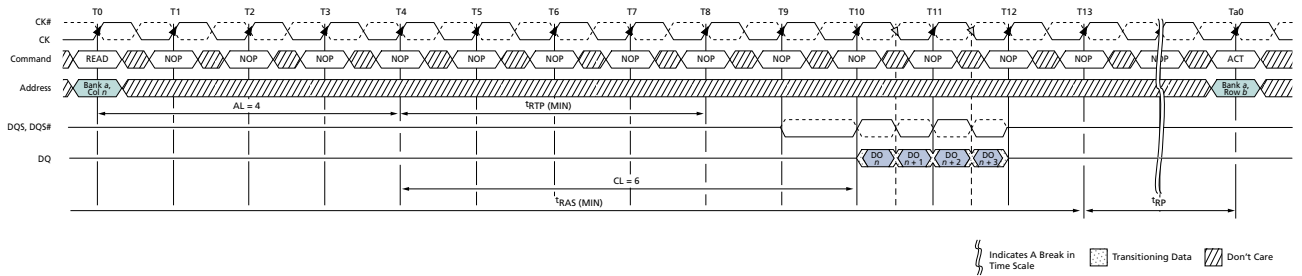 T0 T1 T2 T3 T4 T5 T6 T7 T8 T9 T10 T11 T12 T13 Ta0
CK#
CK
Command READ NOP NOP NOP NOP NOP NOP NOP NOP NOP NOP NOP NOP NOP NOP ACT
Address Bank a, Col n Bank a, Row b
AL = 4 tRTP (MIN)
DQS, DQS#
DQ DO n DO n + 1 DO n + 2 DO n + 3
CL = 6
tRAS (MIN) tRP
Indicates A Break in Time Scale Transitioning Data Don't Care